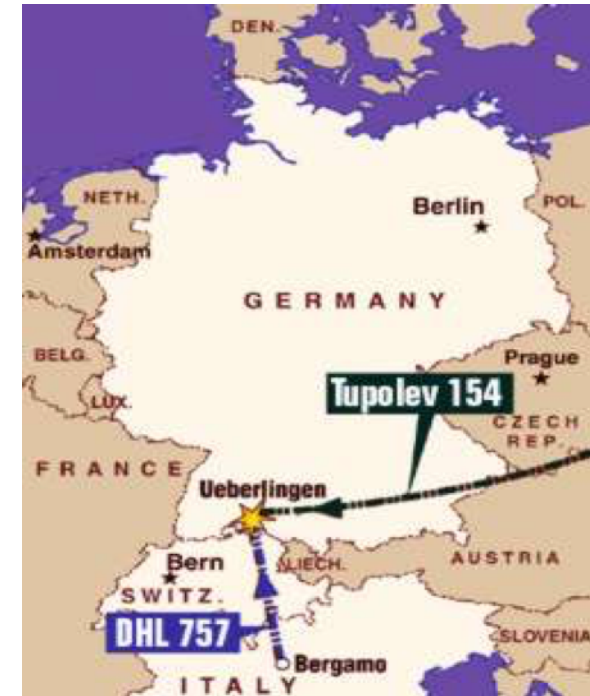 DEN.
NETH.
Berlin
POL.
Amsterdam
GERMANY
BELG.
Prague
Tupolev 154
LUX.
CZECH
REP.
FRANCE
Ueberlingen
Bern
LIECH.
AUSTRIA
SWITZ.
DHL 757
SLOVENIA
Bergamo
ITALY